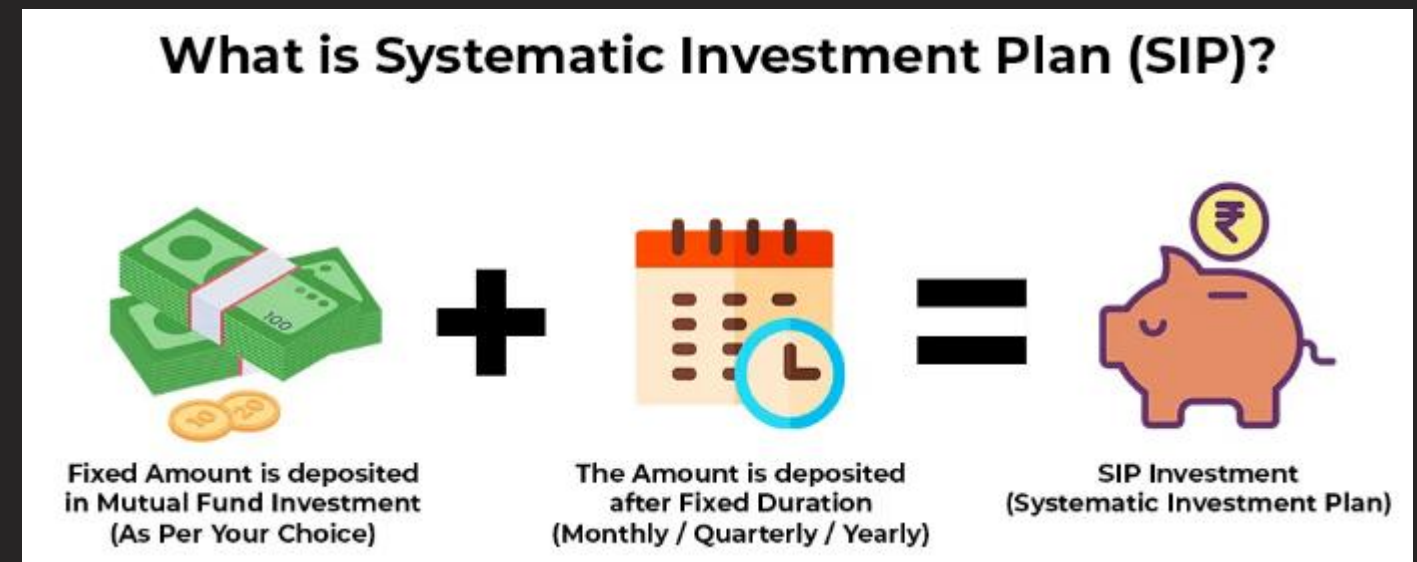 What is Systematic Investment Plan (SIP)?
100
10 20
₹
Fixed Amount is deposited
in Mutual Fund Investment
(As Per Your Choice)
The Amount is deposited
after Fixed Duration
(Monthly / Quarterly / Yearly)
SIP Investment
(Systematic Investment Plan)